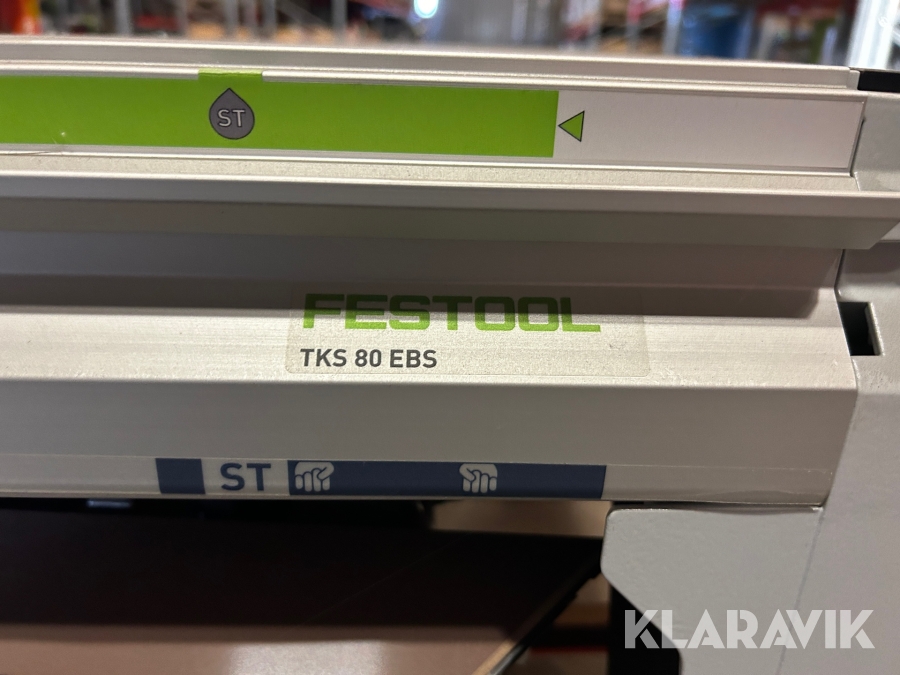 ST
FESTOOL
TKS 80 EBS
ST
KLARAVIK